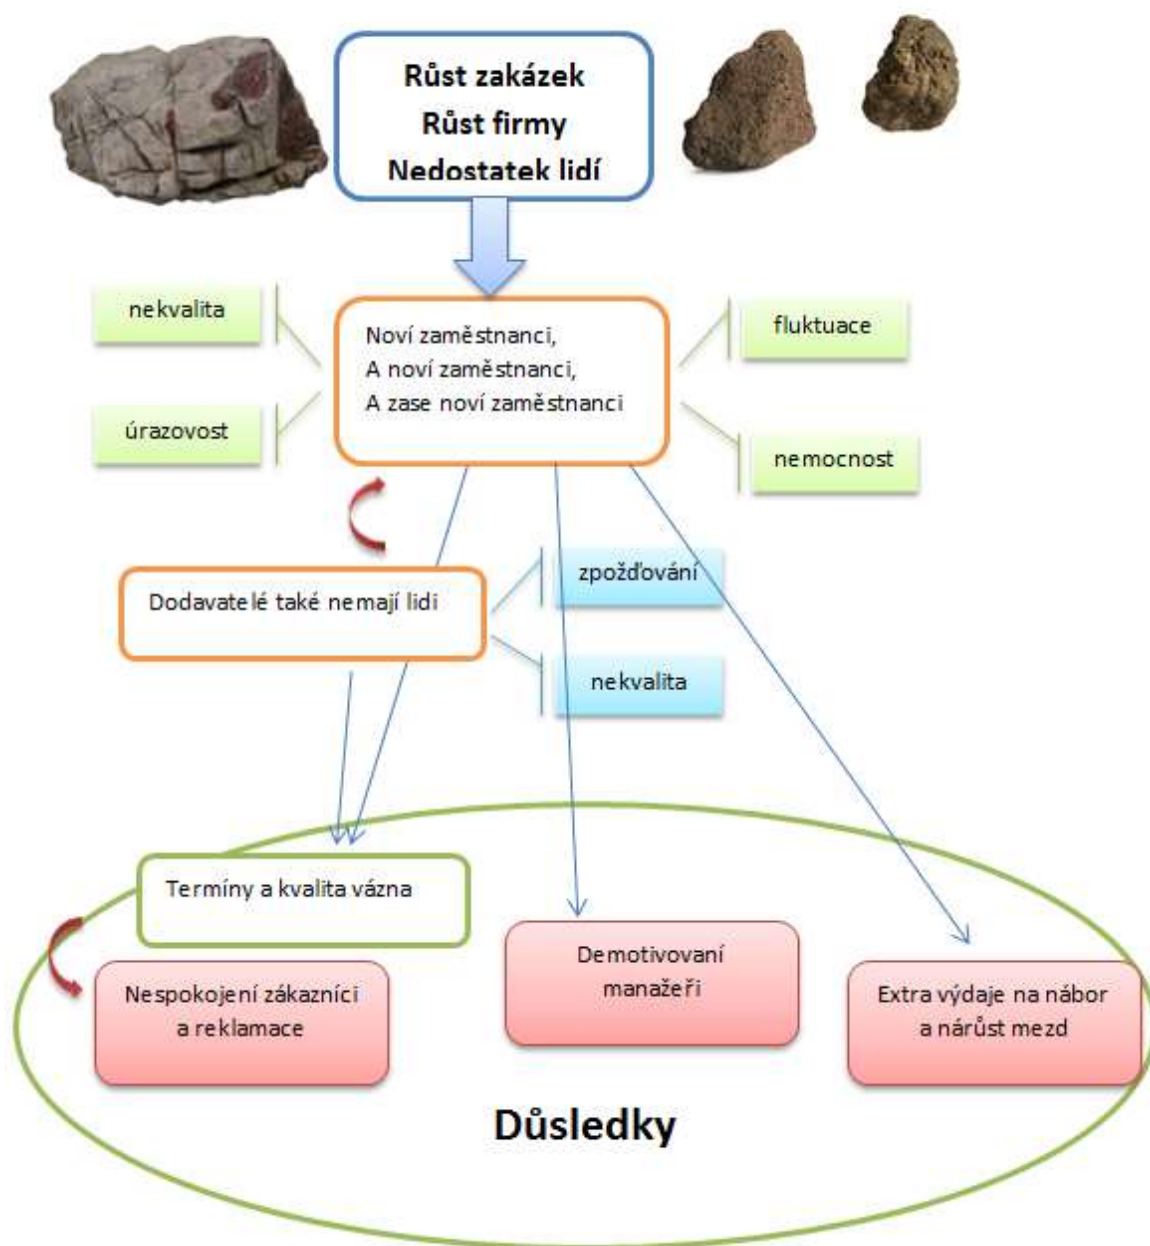 Růst zakázek
Růst firmy
Nedostatek lidí
nekvalita
fluktuace
Noví zaměstnanci,
A noví zaměstnanci,
A zase noví zaměstnanci
úrazovost
nemocnost
zpožďování
Dodavatelé také nemají lidi
nekvalita
Termíny a kvalita vázna
Demotivovaní
manažeři
Nespokojení zákazníci
a reklamace
Extra výdaje na nábor
a nárůst mezd
Důsledky